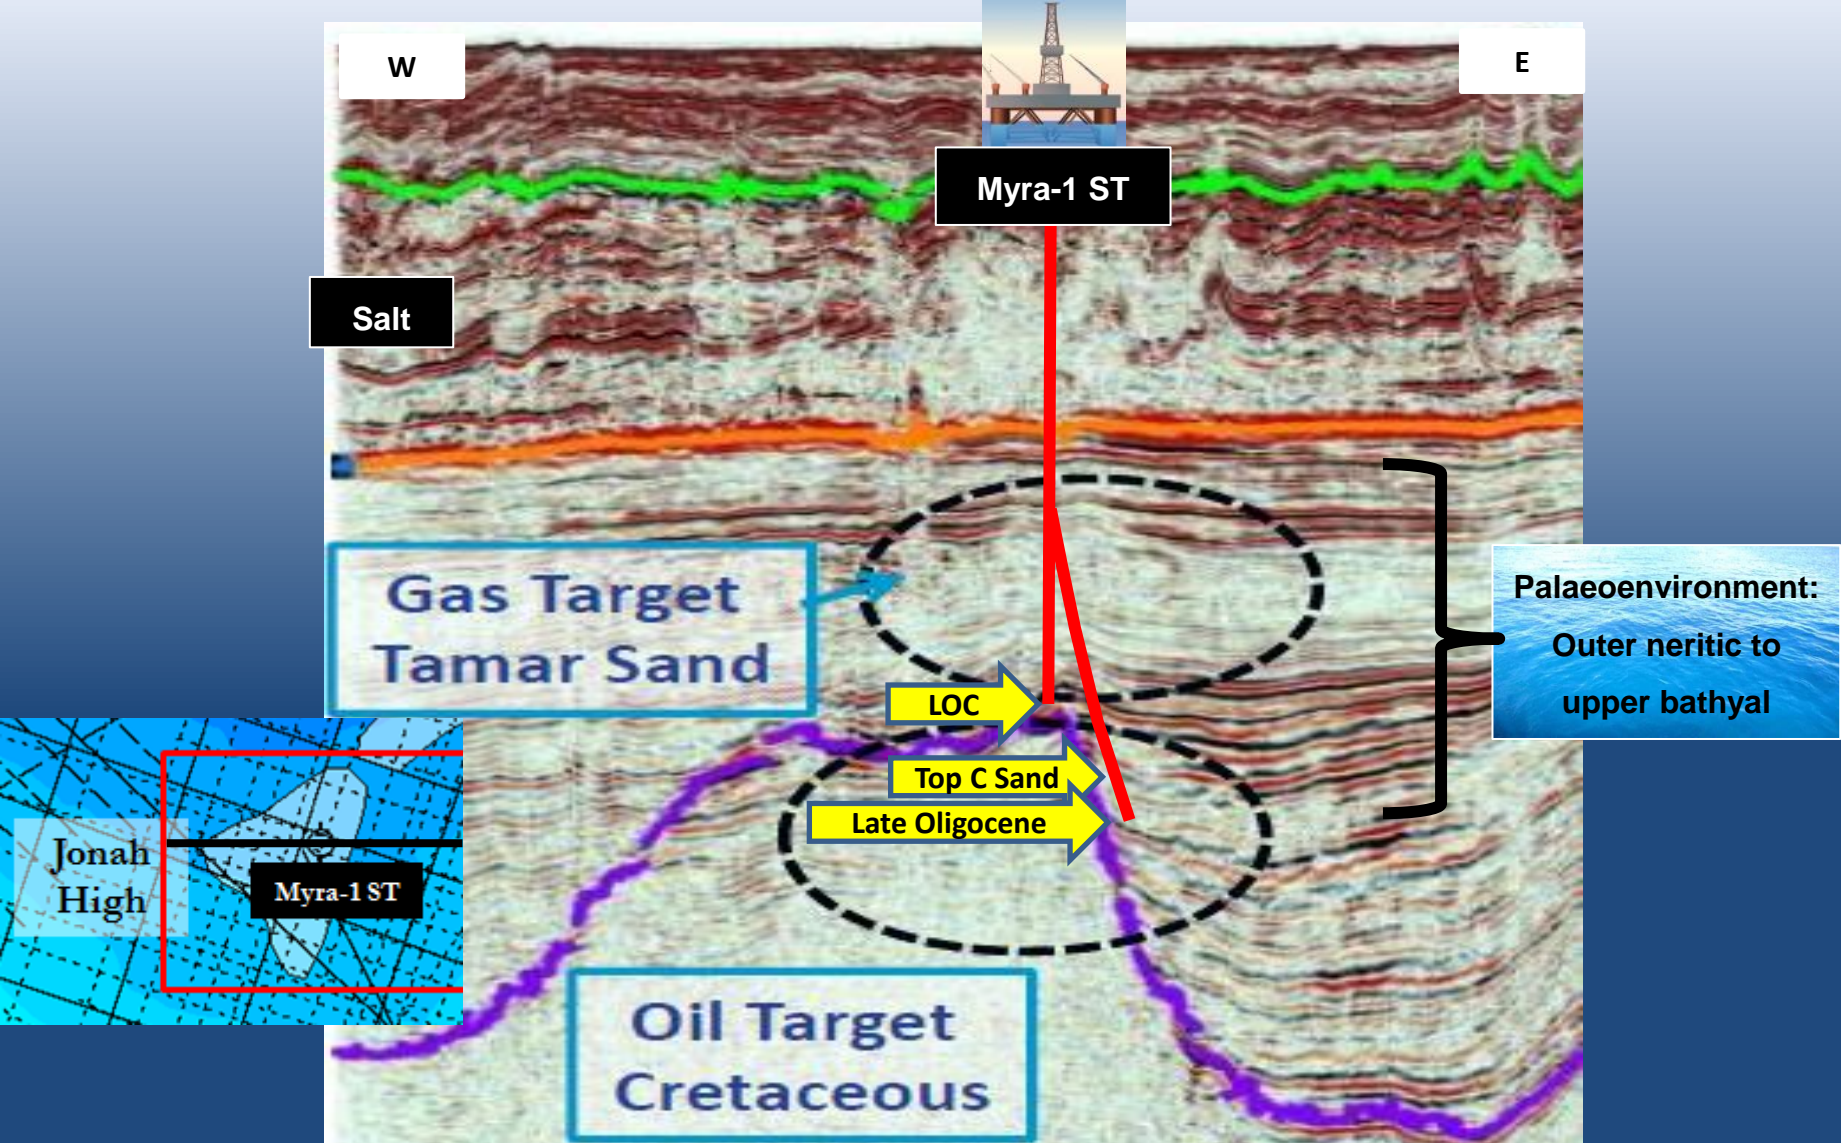 W
E
Myra-1 ST
Salt
Gas Target
Tamar Sand
Palaeoenvironment:
Outer neritic to
upper bathyal
LOC
Top C Sand
Late Oligocene
Jonah
High
Myra-1 ST
Oil Target
Cretaceous